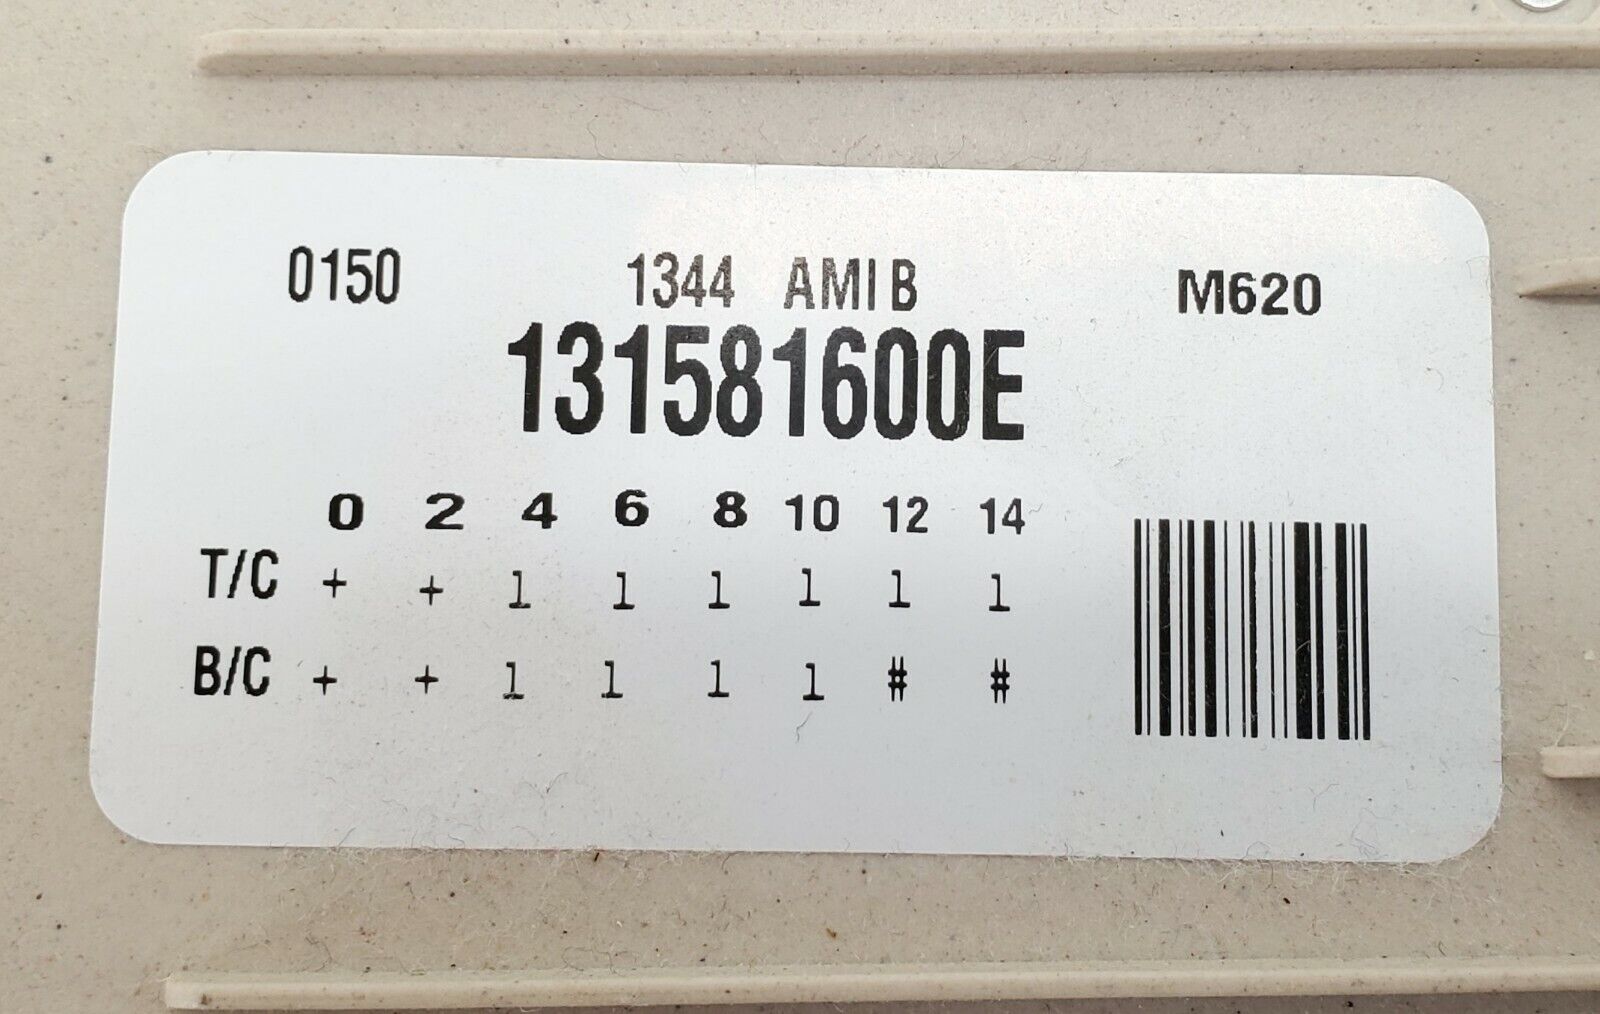 0150 1344 AMI B M620
131581600E
0 2 4 6 8 10 12 14
T/C + + 1 1 1 1 1 1
B/C + + 1 1 1 1 # #